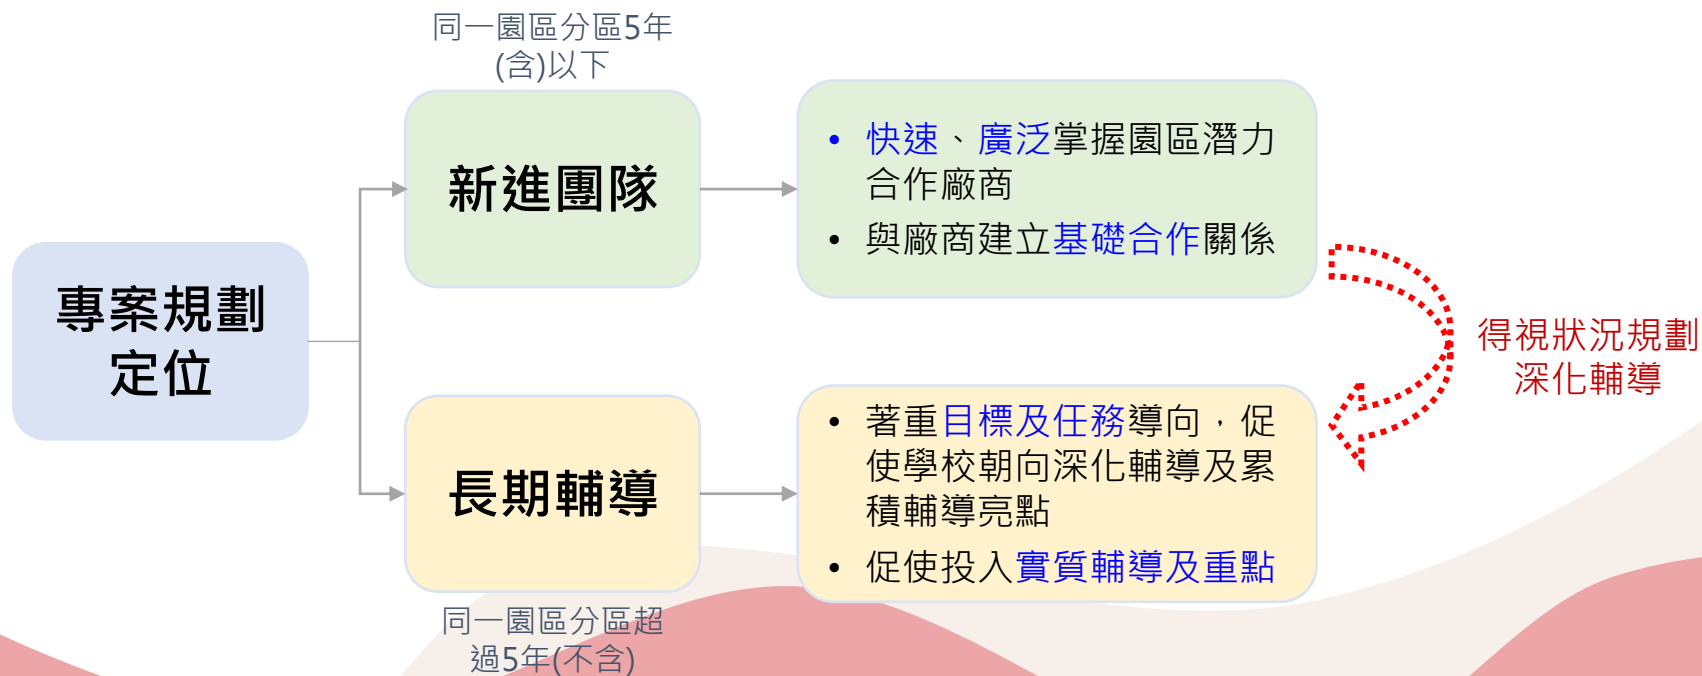 同一園區分區5年
(含)以下
新進團隊
• 快速、廣泛掌握園區潛力
合作廠商
• 與廠商建立基礎合作關係
專案規劃
定位
得視狀況規劃
深化輔導
長期輔導
• 著重目標及任務導向，促
使學校朝向深化輔導及累
積輔導亮點
• 促使投入實質輔導及重點
同一園區分區超
過5年(不含)